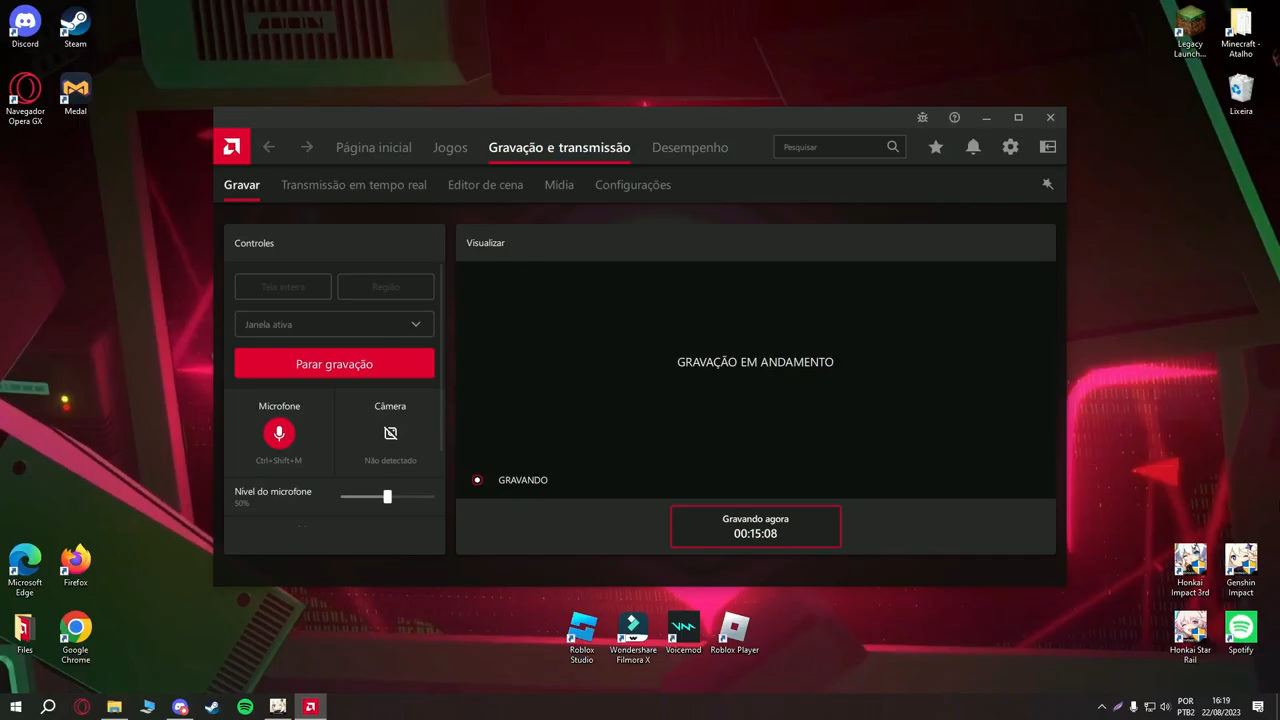 Discord
Steam
Navegador
Opera GX
Medal
Legacy
Launch...
Minecraft -
Atalho
Lixeira
Página inicial
Jogos
Gravação e transmissão
Desempenho
Pesquisar
Gravar
Transmissão em tempo real
Editor de cena
Mídia
Configurações
Controles
Visualizar
Tela inteira
Região
Janela ativa
Parar gravação
GRAVAÇÃO EM ANDAMENTO
Microfone
Câmera
Ctrl+Shift+M
Não detectado
GRAVANDO
Nível do microfone
50%
Gravando agora
00:15:08
Microsoft
Edge
Firefox
Files
Google
Chrome
Roblox
Studio
Wondershare
Filmora X
Voicemod
Roblox Player
Honkai
Impact 3rd
Genshin
Impact
Honkai Star
Rail
Spotify
POR
PTB2
16:19
22/08/2023